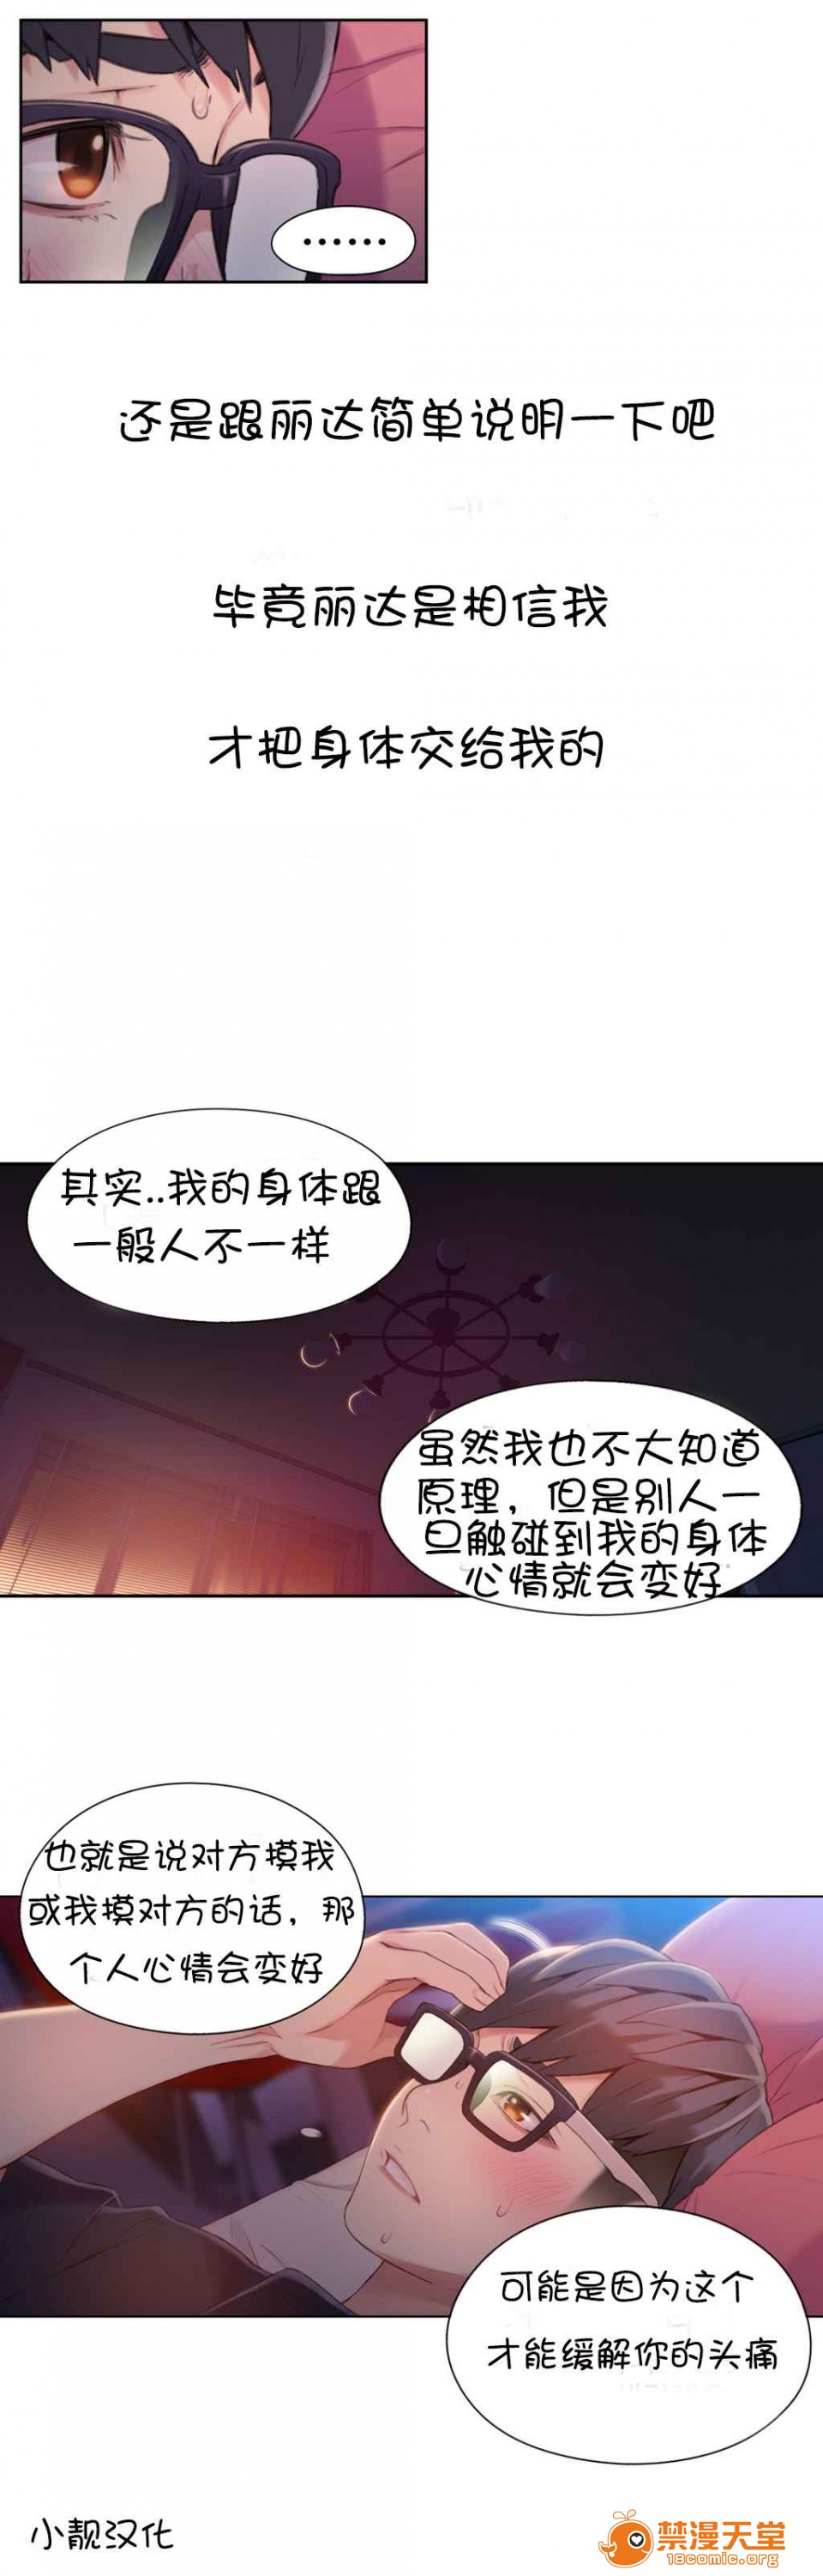 ……
还是跟丽达简单说明一下吧
毕竟丽达是相信我
才把身体交给我的
其实..我的身体跟
一般人不一样
虽然我也不大知道
原理，但是别人一
旦触碰到我的身体
心情就会变好
也就是说对方摸我
或我摸对方的话，那
个人心情会变好
可能是因为这个
才能缓解你的头痛
小靓汉化
禁漫天堂
18comic.org